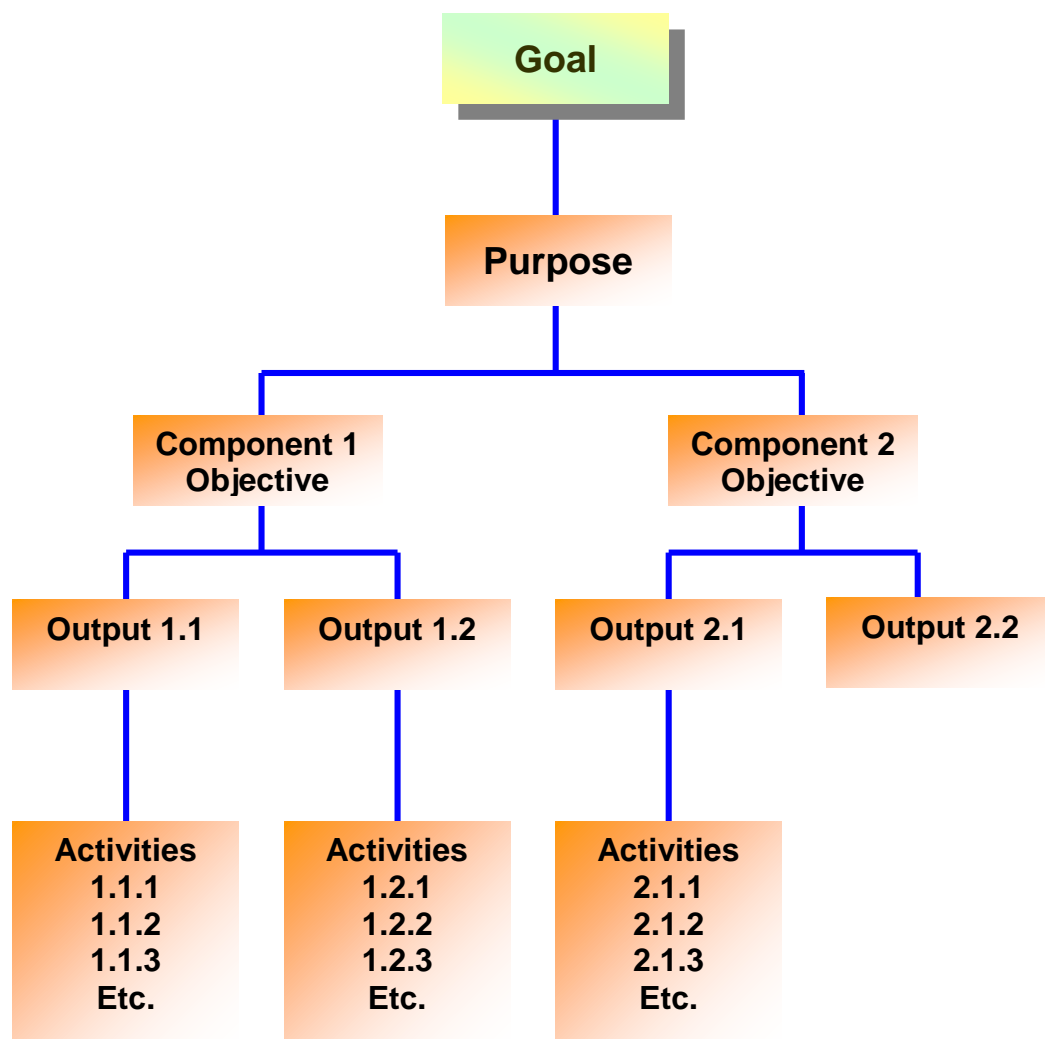 Goal
Purpose
Component 1
Objective
Component 2
Objective
Output 1.1
Output 1.2
Output 2.1
Output 2.2
Activities
1.1.1
1.1.2
1.1.3
Etc.
Activities
1.2.1
1.2.2
1.2.3
Etc.
Activities
2.1.1
2.1.2
2.1.3
Etc.